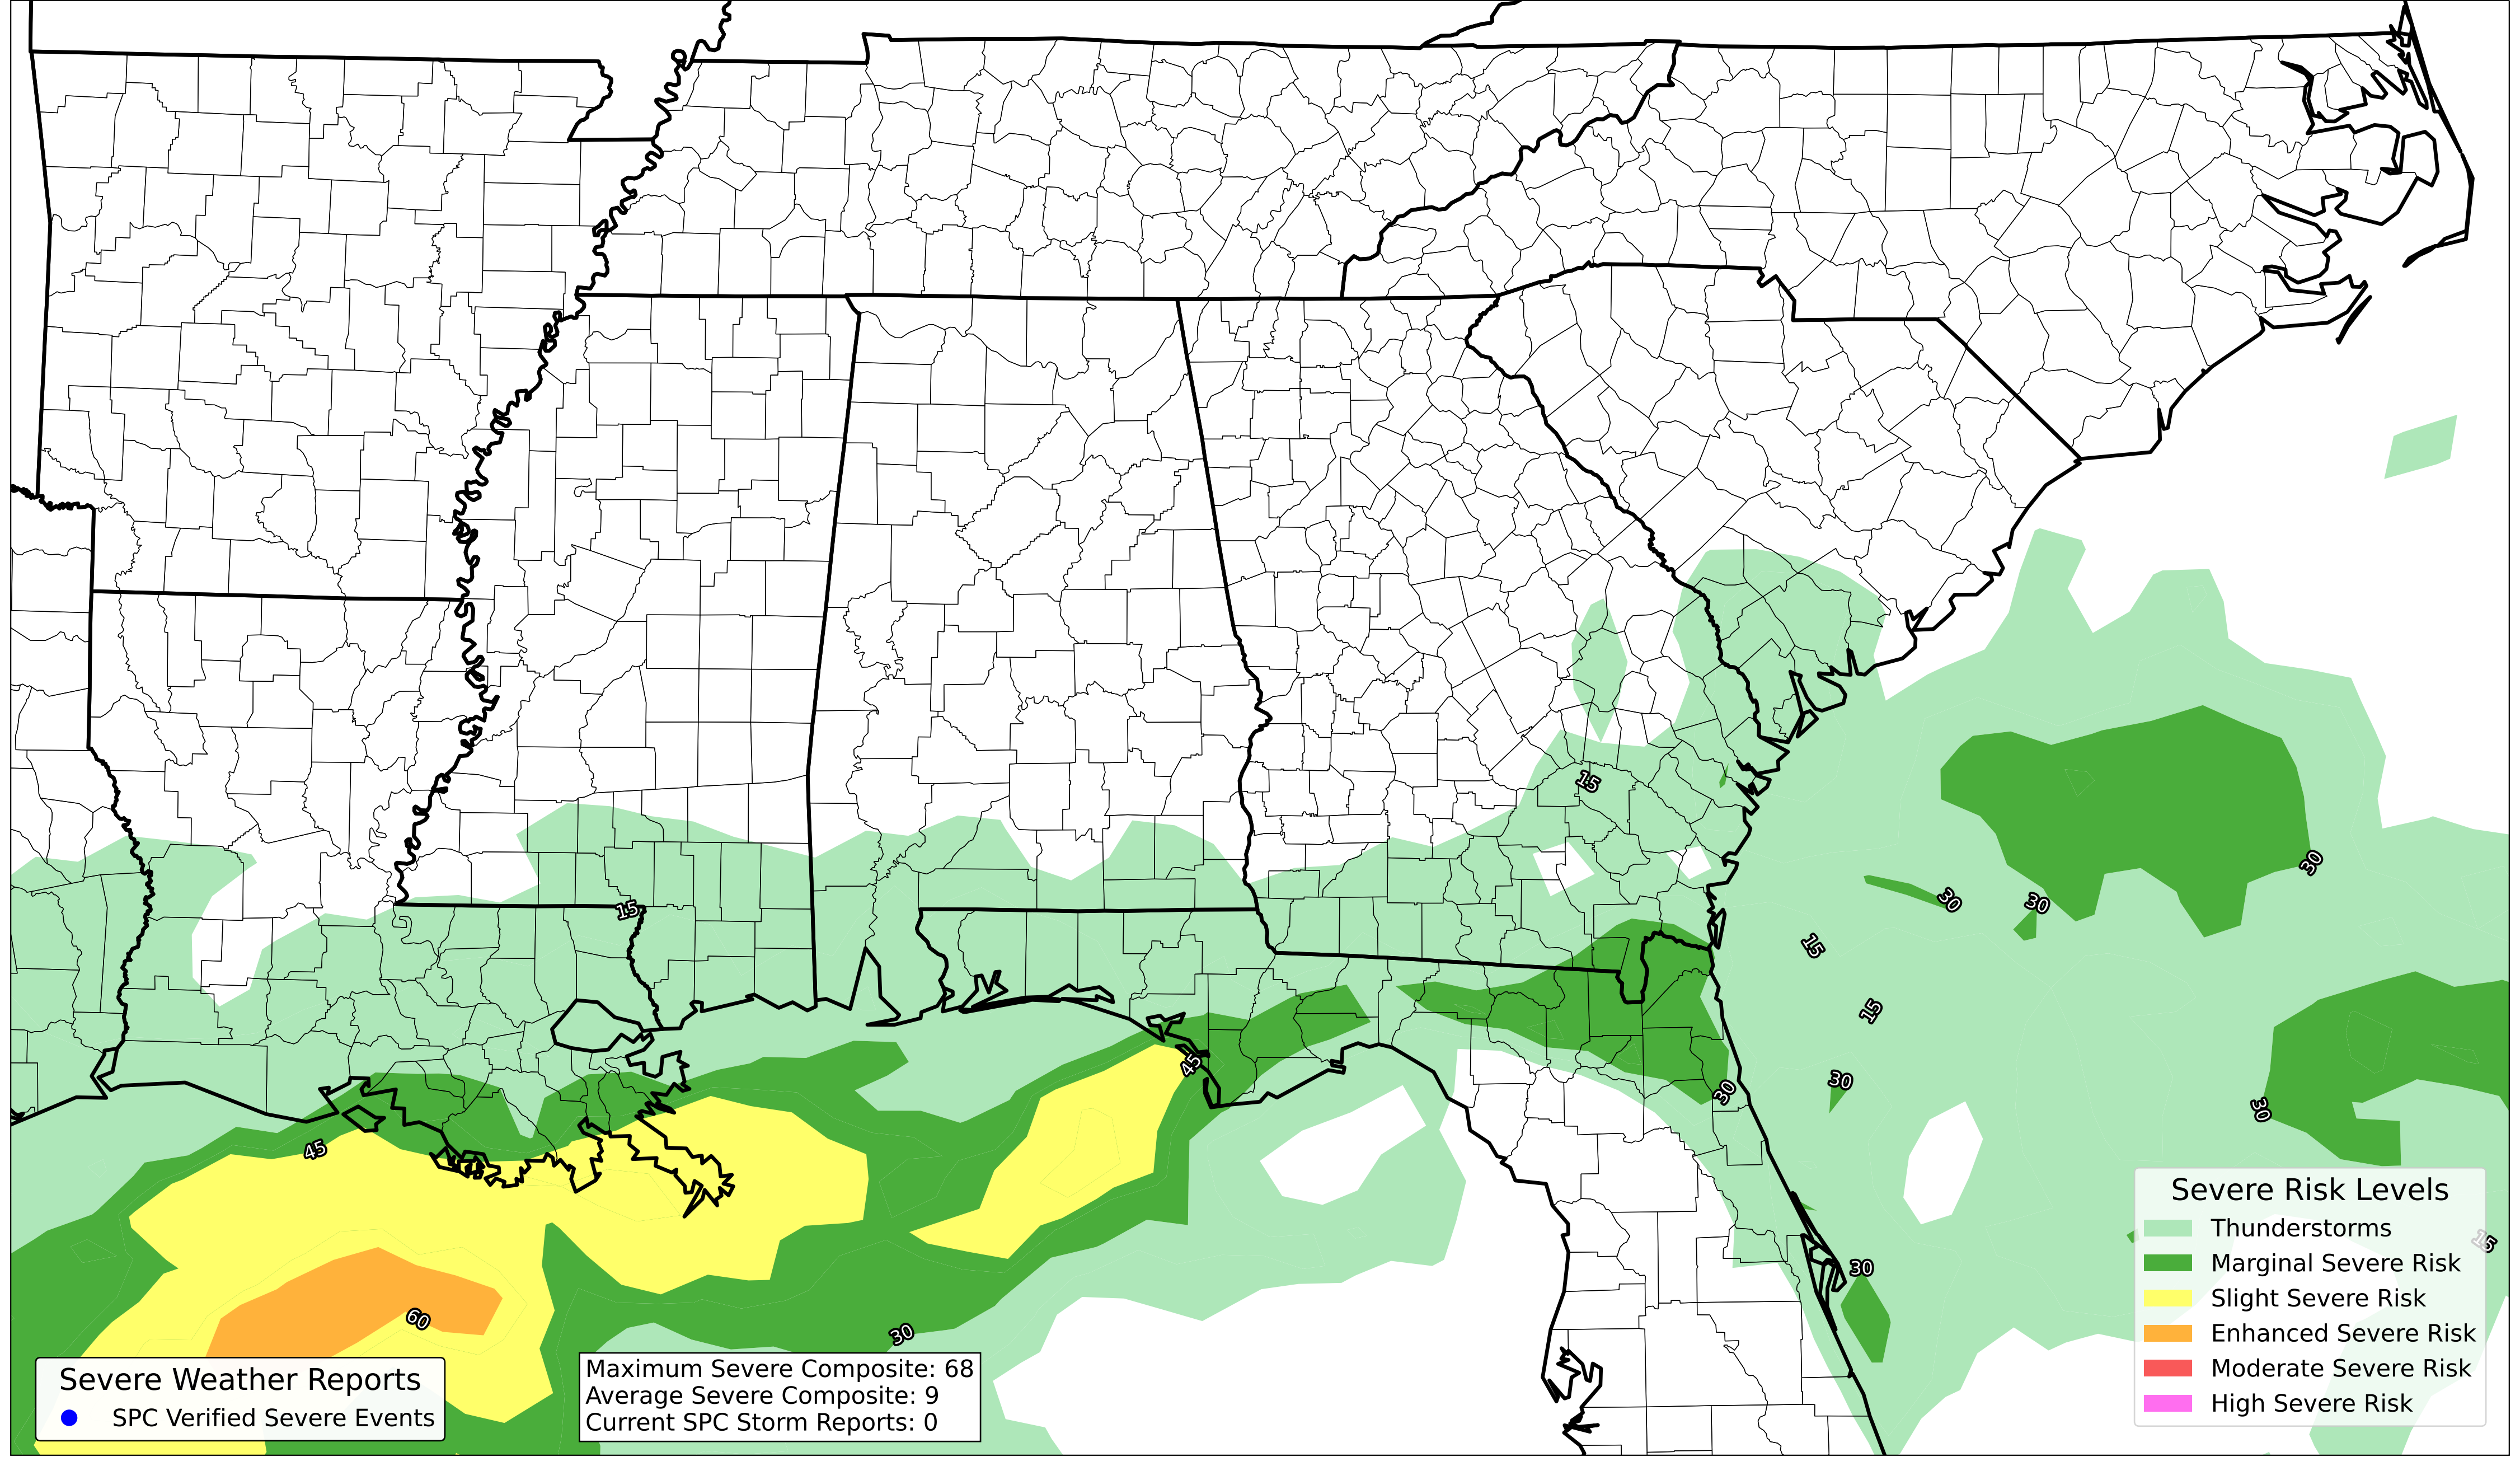 15
15
30
30
30
15
15
45
30
30
30
45
15
30
60
30
Severe Risk Levels
Thunderstorms
Marginal Severe Risk
Slight Severe Risk
Enhanced Severe Risk
Moderate Severe Risk
High Severe Risk
Severe Weather Reports
SPC Verified Severe Events
Maximum Severe Composite: 68
Average Severe Composite: 9
Current SPC Storm Reports: 0